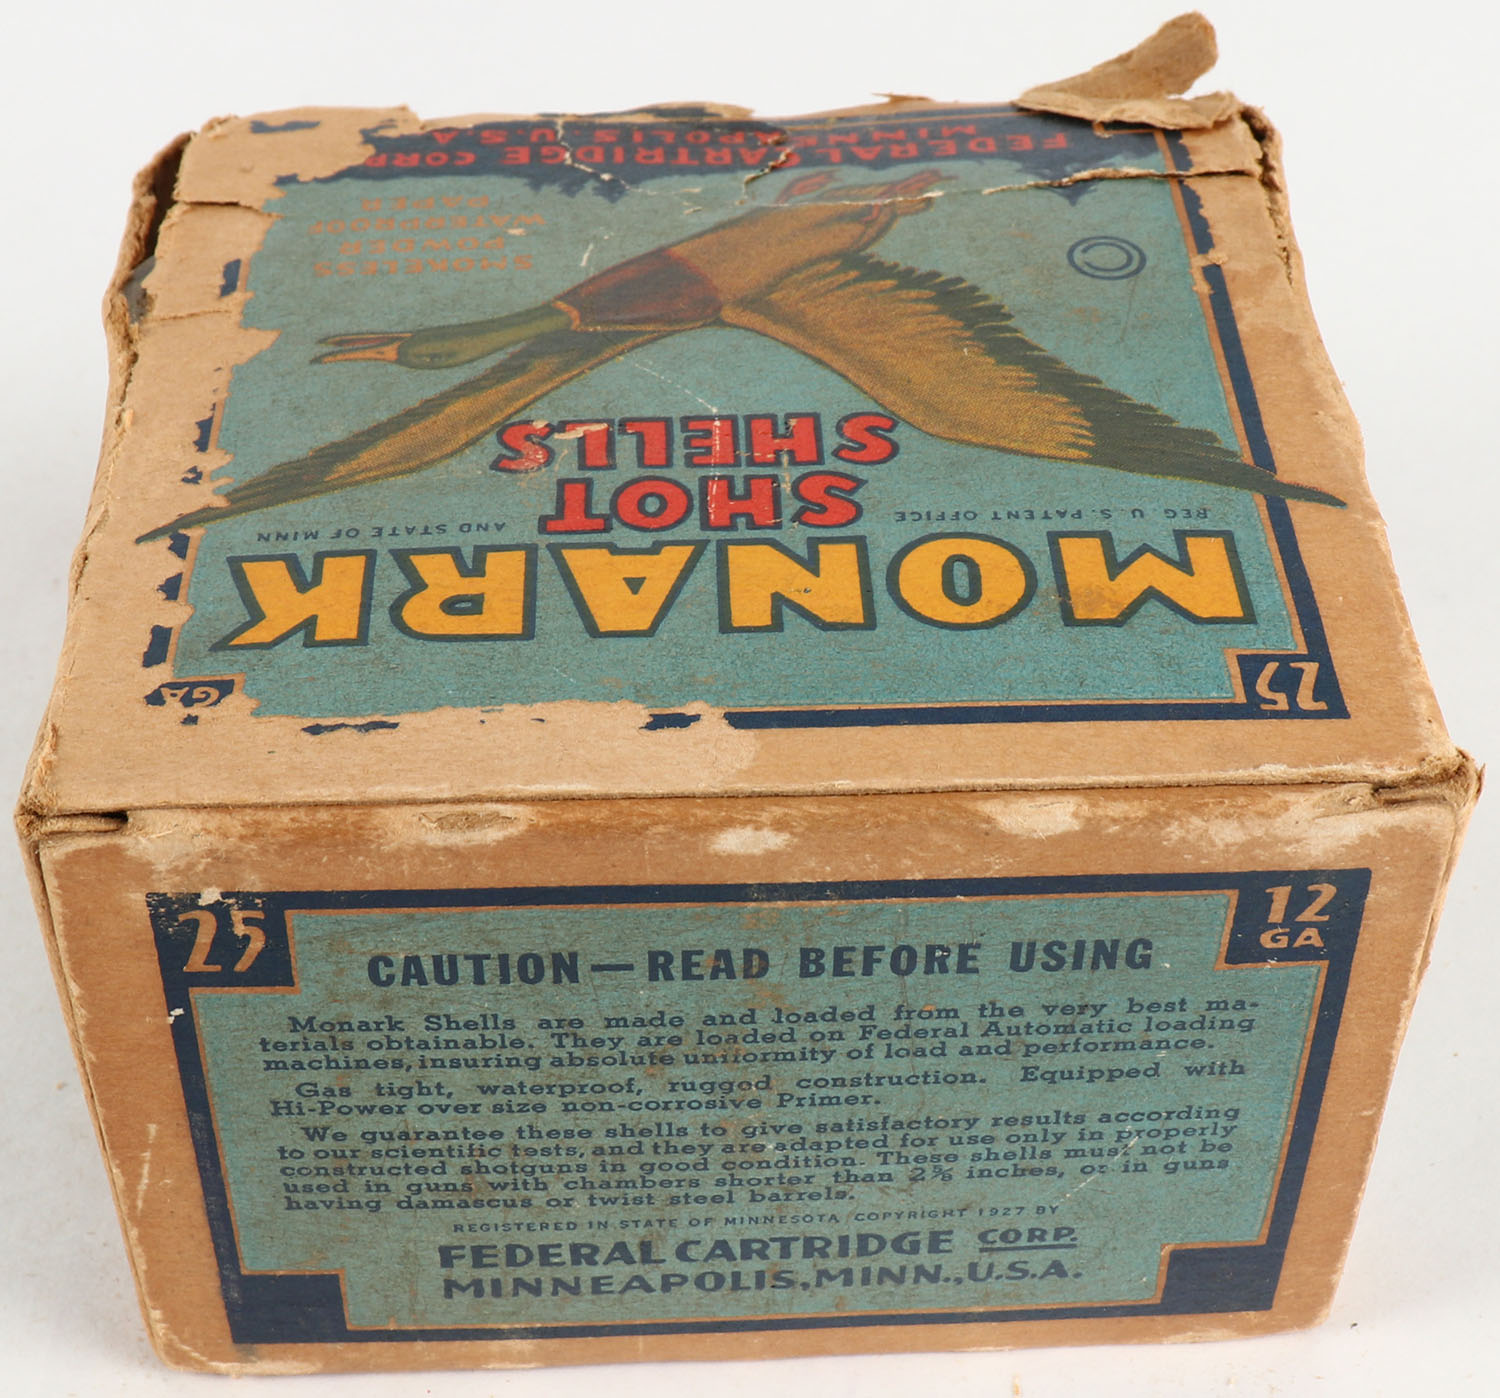 FEDERAL CARTRIDGE CORP.
MINNEAPOLIS, U.S.A.
SMOKELESS
POWDER
WATERPROOF
PAPER
©
SHOT
SHELLS
REG. U.S. PATENT OFFICE
AND STATE OF MINN
MONARK
25
GA
25
12
GA
CAUTION—READ BEFORE USING
Monark Shells are made and loaded from the very best ma-
terials obtainable. They are loaded on Federal Automatic loading
machines, insuring absolute uniformity of load and performance.
Gas tight, waterproof, rugged construction. Equipped with
Hi-Power over size non-corrosive Primer.
We guarantee these shells to give satisfactory results according
to our scientific tests, and they are adapted for use only in properly
constructed shotguns in good condition. These shells must not be
used in guns with chambers shorter than 2⅝ inches, or in guns
having damascus or twist steel barrels.
REGISTERED IN STATE OF MINNESOTA COPYRIGHT 1927 BY
FEDERAL CARTRIDGE CORP.
MINNEAPOLIS, MINN., U.S.A.